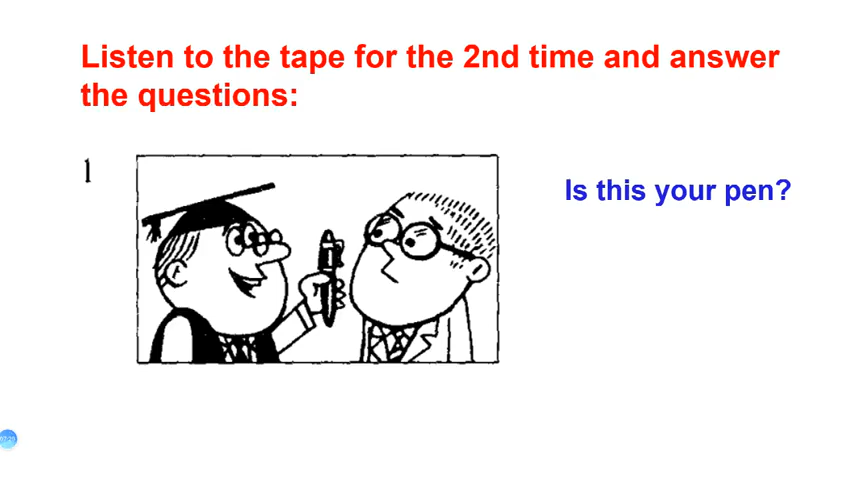 Listen to the tape for the 2nd time and answer
the questions:
1
Is this your pen?